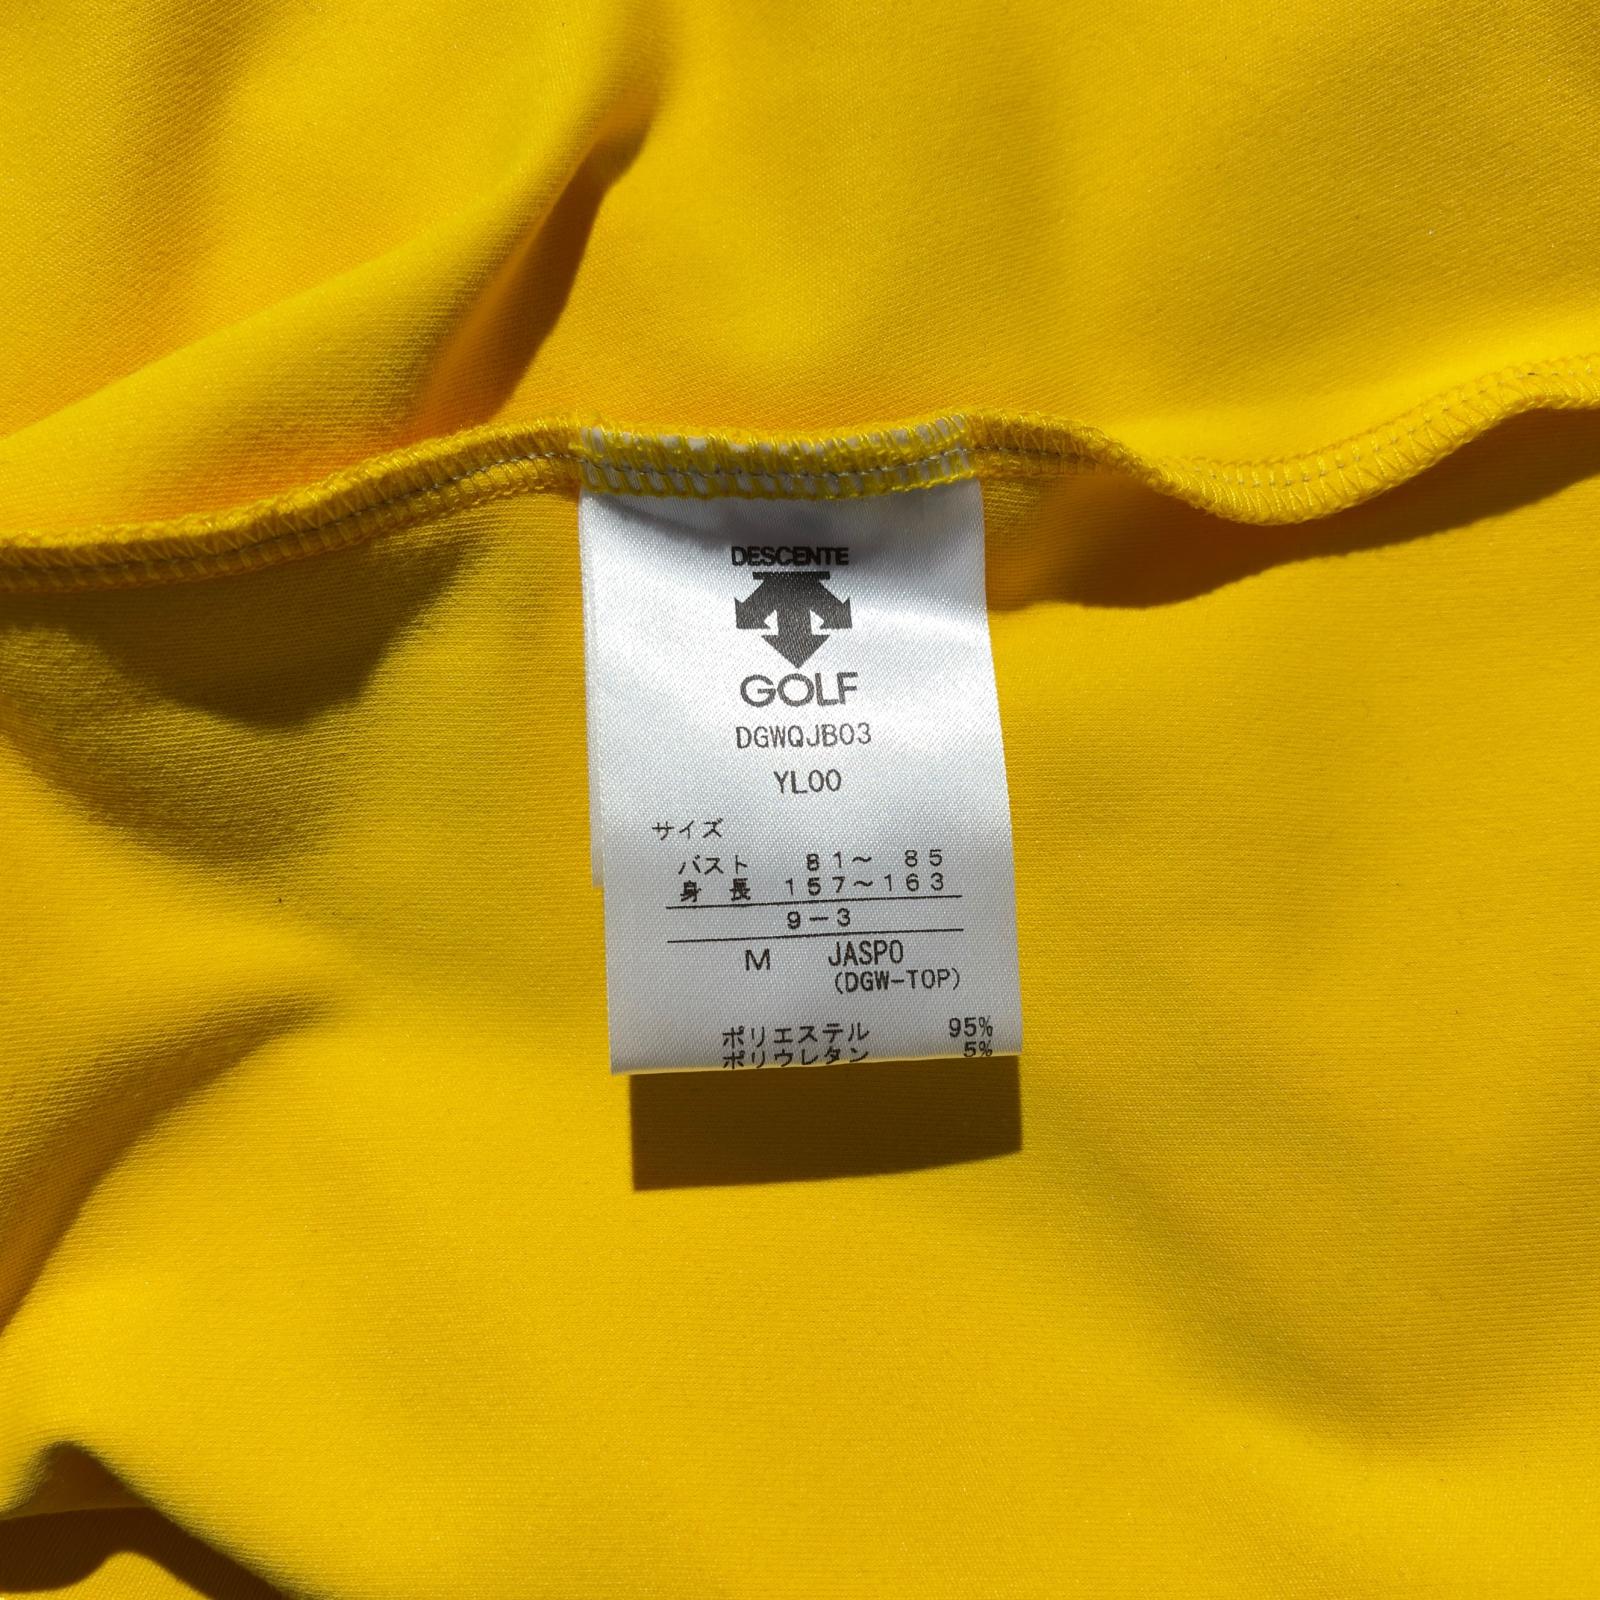 DESCENTE
GOLF
DGWQJB03
YL00
サイズ
バスト 81～ 85
身 長 157～163
9－3
M JASPO
(DGW-TOP)
ポリエステル 95%
ポリウレタン 5%